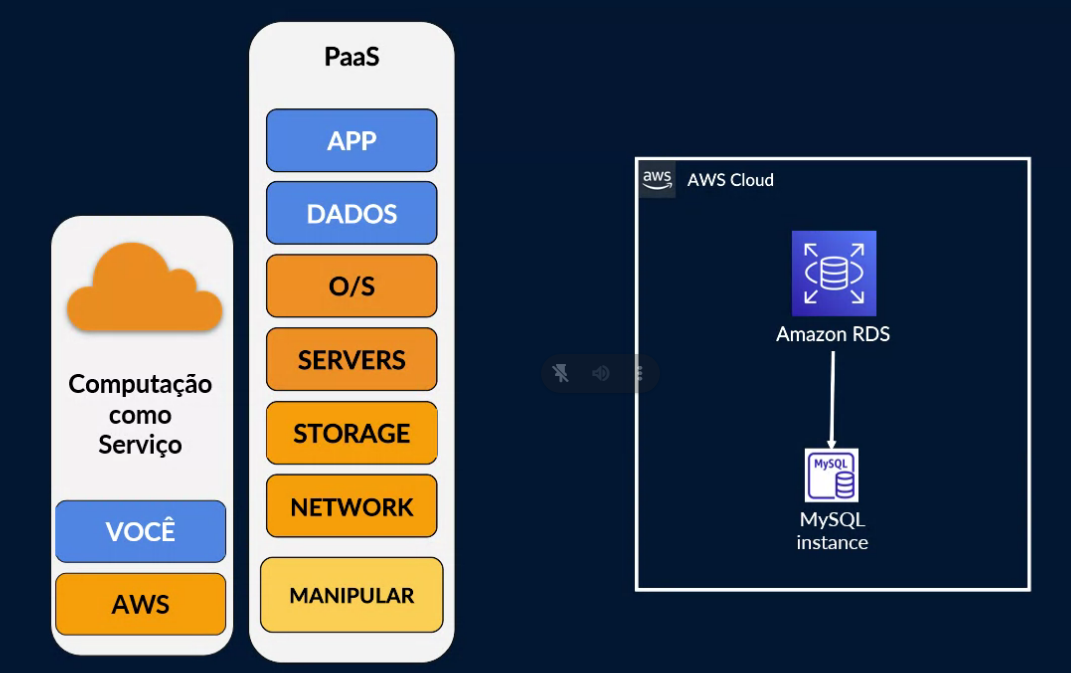 PaaS
APP
DADOS
O/S
SERVERS
STORAGE
NETWORK
MANIPULAR
Computação
como
Serviço
VOCÊ
AWS
aws
AWS Cloud
Amazon RDS
MySQL
MySQL
instance